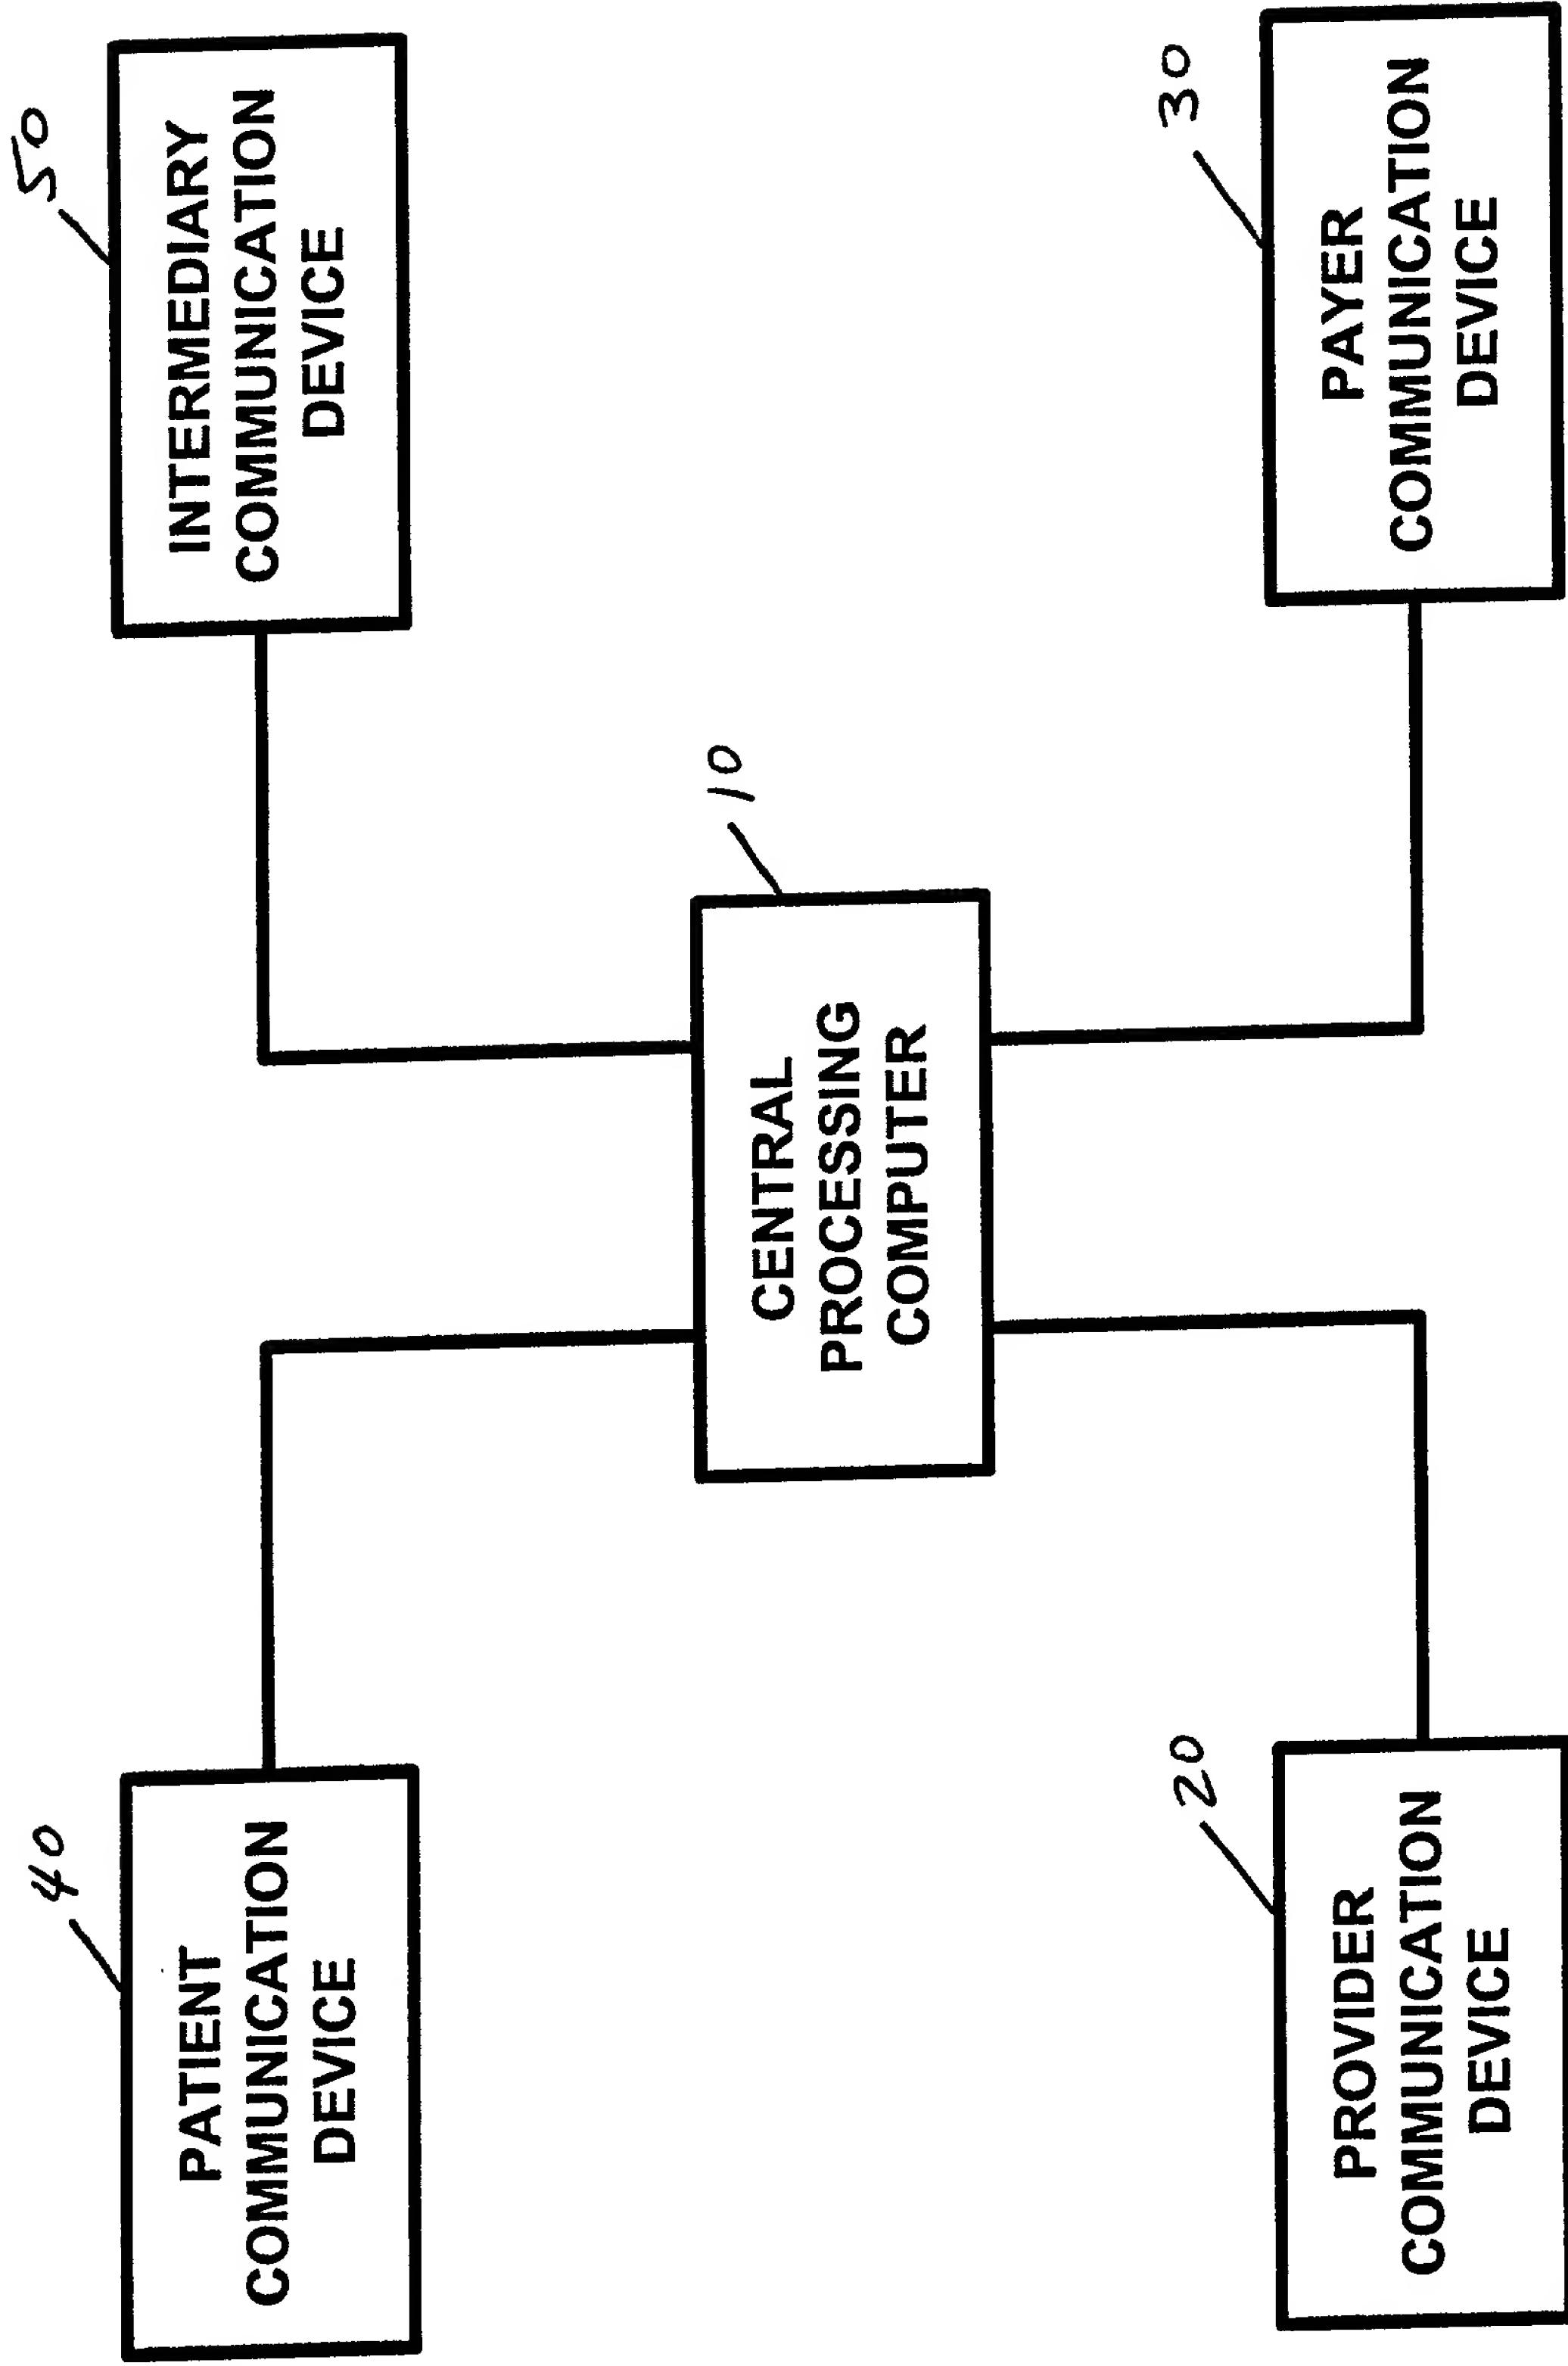 40
PATIENT
COMMUNICATION
DEVICE
50
INTERMEDIARY
COMMUNICATION
DEVICE
10
CENTRAL
PROCESSING
COMPUTER
20
PROVIDER
COMMUNICATION
DEVICE
30
PAYER
COMMUNICATION
DEVICE